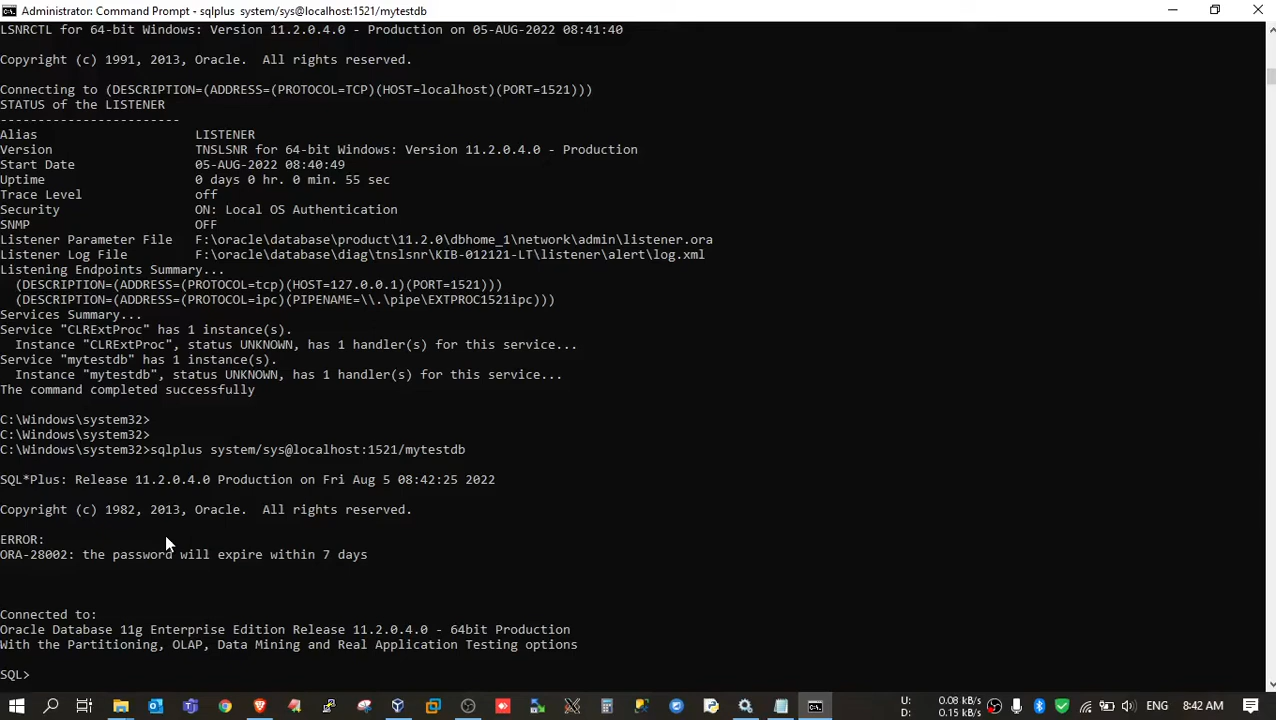 Administrator: Command Prompt - sqlplus  system/sys@localhost:1521/mytestdb
LSNRCTL for 64-bit Windows: Version 11.2.0.4.0 - Production on 05-AUG-2022 08:41:40
Copyright (c) 1991, 2013, Oracle.  All rights reserved.
Connecting to (DESCRIPTION=(ADDRESS=(PROTOCOL=TCP)(HOST=localhost)(PORT=1521)))
STATUS of the LISTENER
------------------------
Alias                     LISTENER
Version                   TNSLSNR for 64-bit Windows: Version 11.2.0.4.0 - Production
Start Date                05-AUG-2022 08:40:49
Uptime                    0 days 0 hr. 0 min. 55 sec
Trace Level               off
Security                  ON: Local OS Authentication
SNMP                      OFF
Listener Parameter File   F:\oracle\database\product\11.2.0\dbhome_1\network\admin\listener.ora
Listener Log File         F:\oracle\database\diag\tnslsnr\KIB-012121-LT\listener\alert\log.xml
Listening Endpoints Summary...
  (DESCRIPTION=(ADDRESS=(PROTOCOL=tcp)(HOST=127.0.0.1)(PORT=1521)))
  (DESCRIPTION=(ADDRESS=(PROTOCOL=ipc)(PIPENAME=\\.\pipe\EXTPROC1521ipc)))
Services Summary...
Service "CLRExtProc" has 1 instance(s).
  Instance "CLRExtProc", status UNKNOWN, has 1 handler(s) for this service...
Service "mytestdb" has 1 instance(s).
  Instance "mytestdb", status UNKNOWN, has 1 handler(s) for this service...
The command completed successfully
C:\Windows\system32>
C:\Windows\system32>
C:\Windows\system32>sqlplus system/sys@localhost:1521/mytestdb
SQL*Plus: Release 11.2.0.4.0 Production on Fri Aug 5 08:42:25 2022
Copyright (c) 1982, 2013, Oracle.  All rights reserved.
ERROR:
ORA-28002: the password will expire within 7 days
Connected to:
Oracle Database 11g Enterprise Edition Release 11.2.0.4.0 - 64bit Production
With the Partitioning, OLAP, Data Mining and Real Application Testing options
SQL>
U: 0.08 kB/s
D: 0.15 kB/s
ENG
8:42 AM